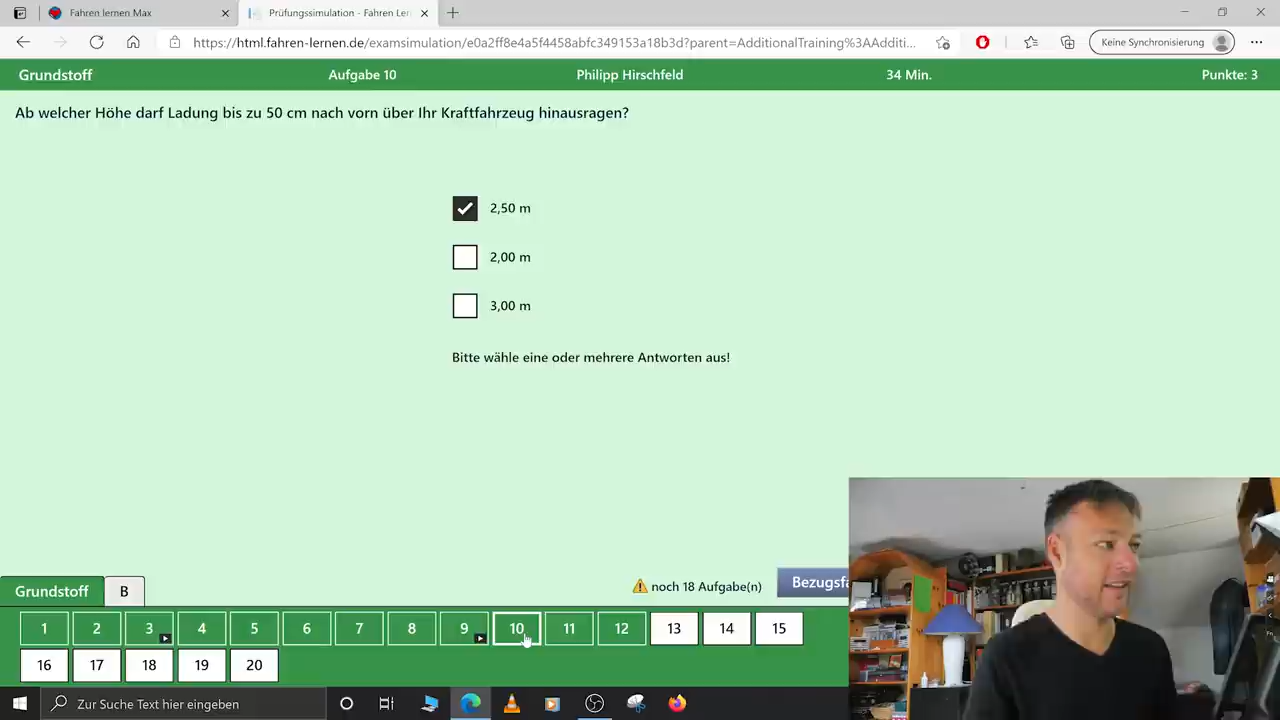 Fahren lernen Max
Prüfungssimulation - Fahren Ler
https://html.fahren-lernen.de/examsimulation/e0a2ff8e4a5f4458abfc349153a18b3d?parent=AdditionalTraining%3AAdditi...
Keine Synchronisierung
Grundstoff
Aufgabe 10
Philipp Hirschfeld
34 Min.
Punkte: 3
Ab welcher Höhe darf Ladung bis zu 50 cm nach vorn über Ihr Kraftfahrzeug hinausragen?
2,50 m
2,00 m
3,00 m
Bitte wähle eine oder mehrere Antworten aus!
Grundstoff B
noch 18 Aufgabe(n)
Bezugsfa
1 2 3 4 5 6 7 8 9 10 11 12 13 14 15
16 17 18 19 20
Zur Suche Text hier eingeben